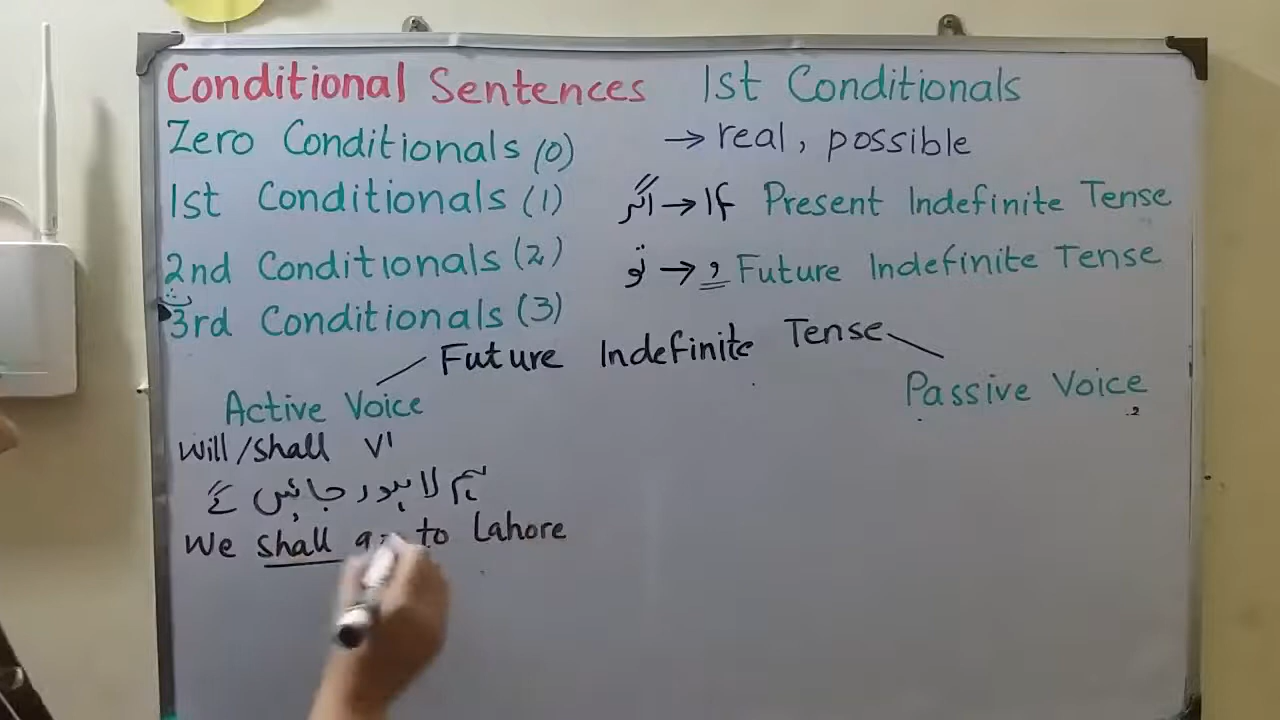 Conditional Sentences
Zero Conditionals (0)
1st Conditionals (1)
2nd Conditionals (2)
3rd Conditionals (3)
1st Conditionals
→ real, possible
اگر → If Present Indefinite Tense
تو → , Future Indefinite Tense
Future Indefinite Tense
Active Voice
Will/shall V1
ہم لاہور جائیں گے
We shall to Lahore
Passive Voice